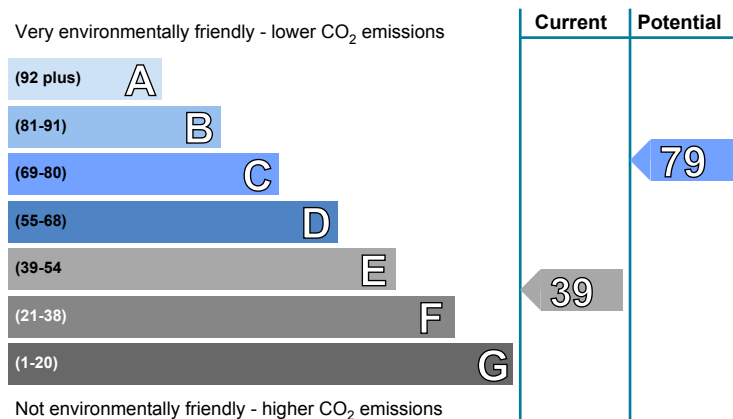 Current Potential
Very environmentally friendly - lower CO₂ emissions
(92 plus) A
(81-91) B
(69-80) C
79
(55-68) D
(39-54 E
39
(21-38) F
(1-20) G
Not environmentally friendly - higher CO₂ emissions